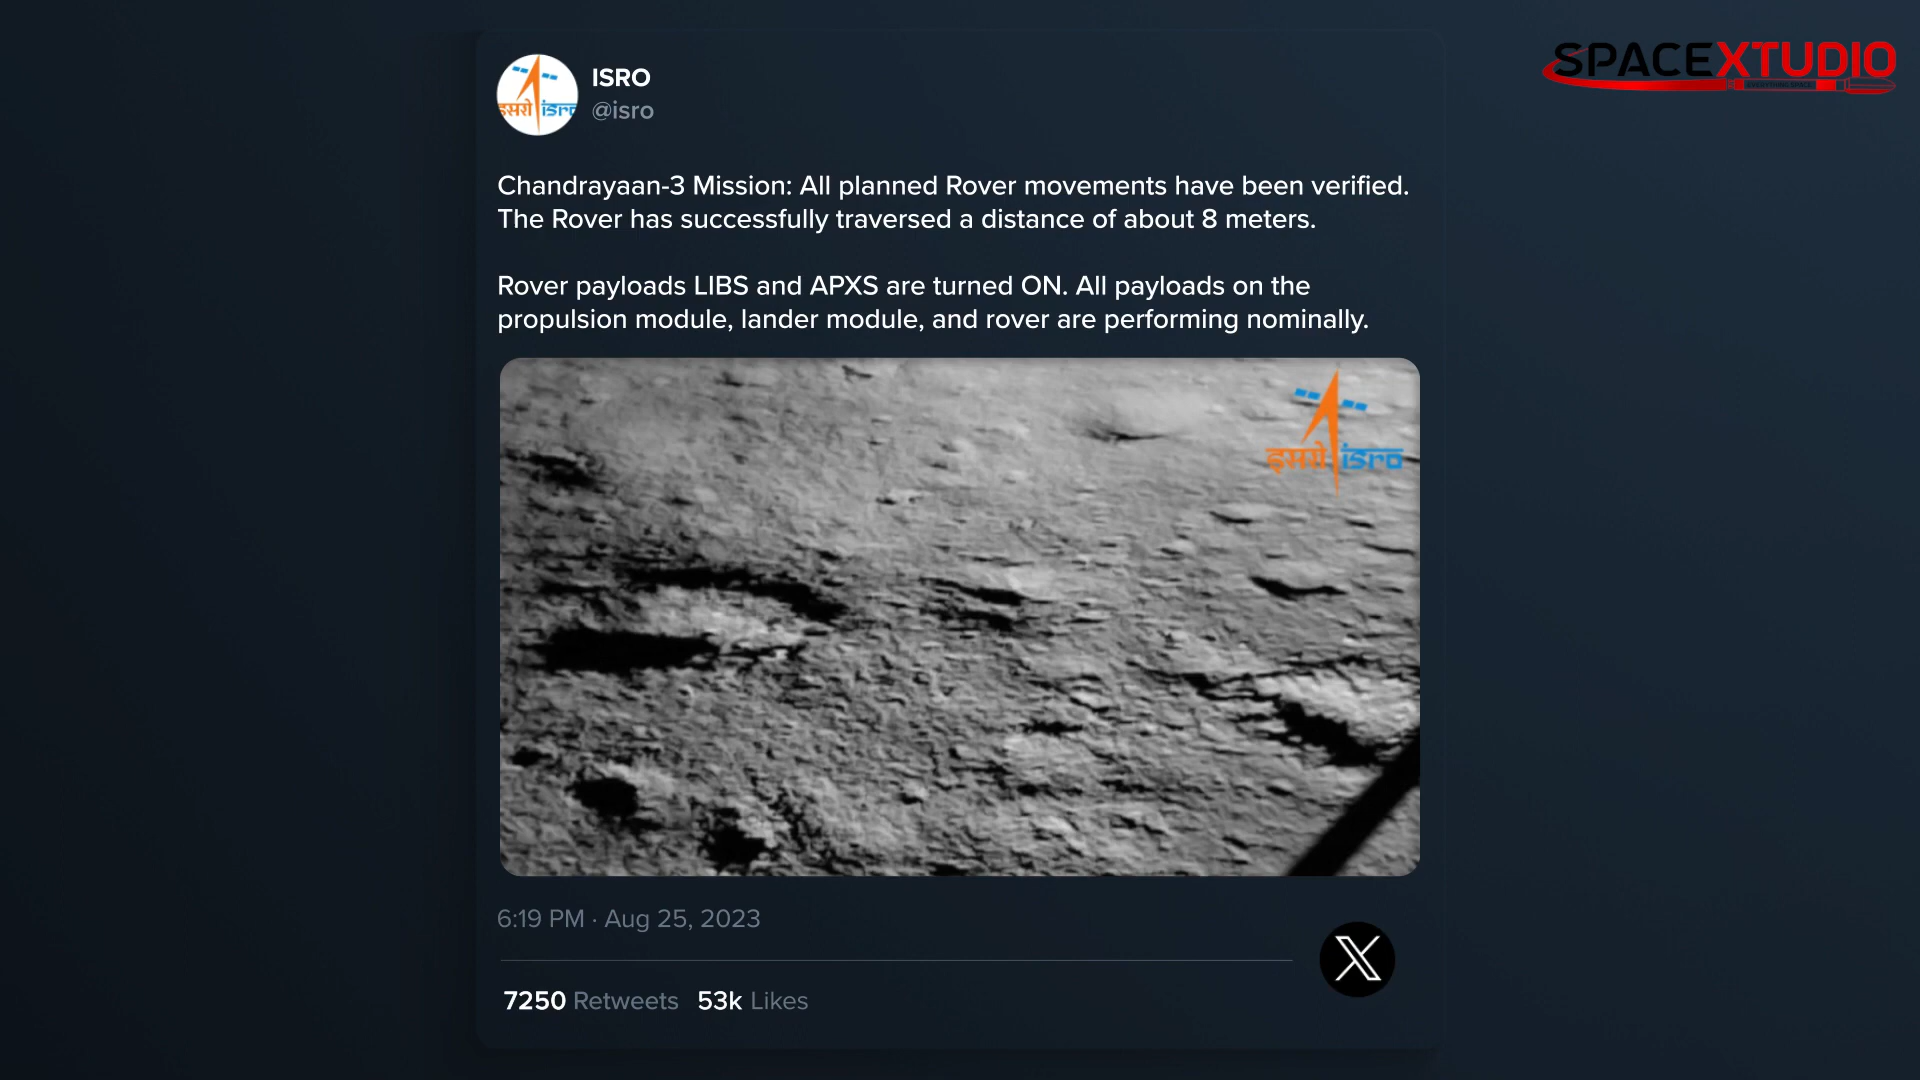 SPACEXTUDIO
इसरो isro
ISRO
@isro
Chandrayaan-3 Mission: All planned Rover movements have been verified.
The Rover has successfully traversed a distance of about 8 meters.
Rover payloads LIBS and APXS are turned ON. All payloads on the
propulsion module, lander module, and rover are performing nominally.
इसरो isro
6:19 PM · Aug 25, 2023
X
7250 Retweets 53k Likes